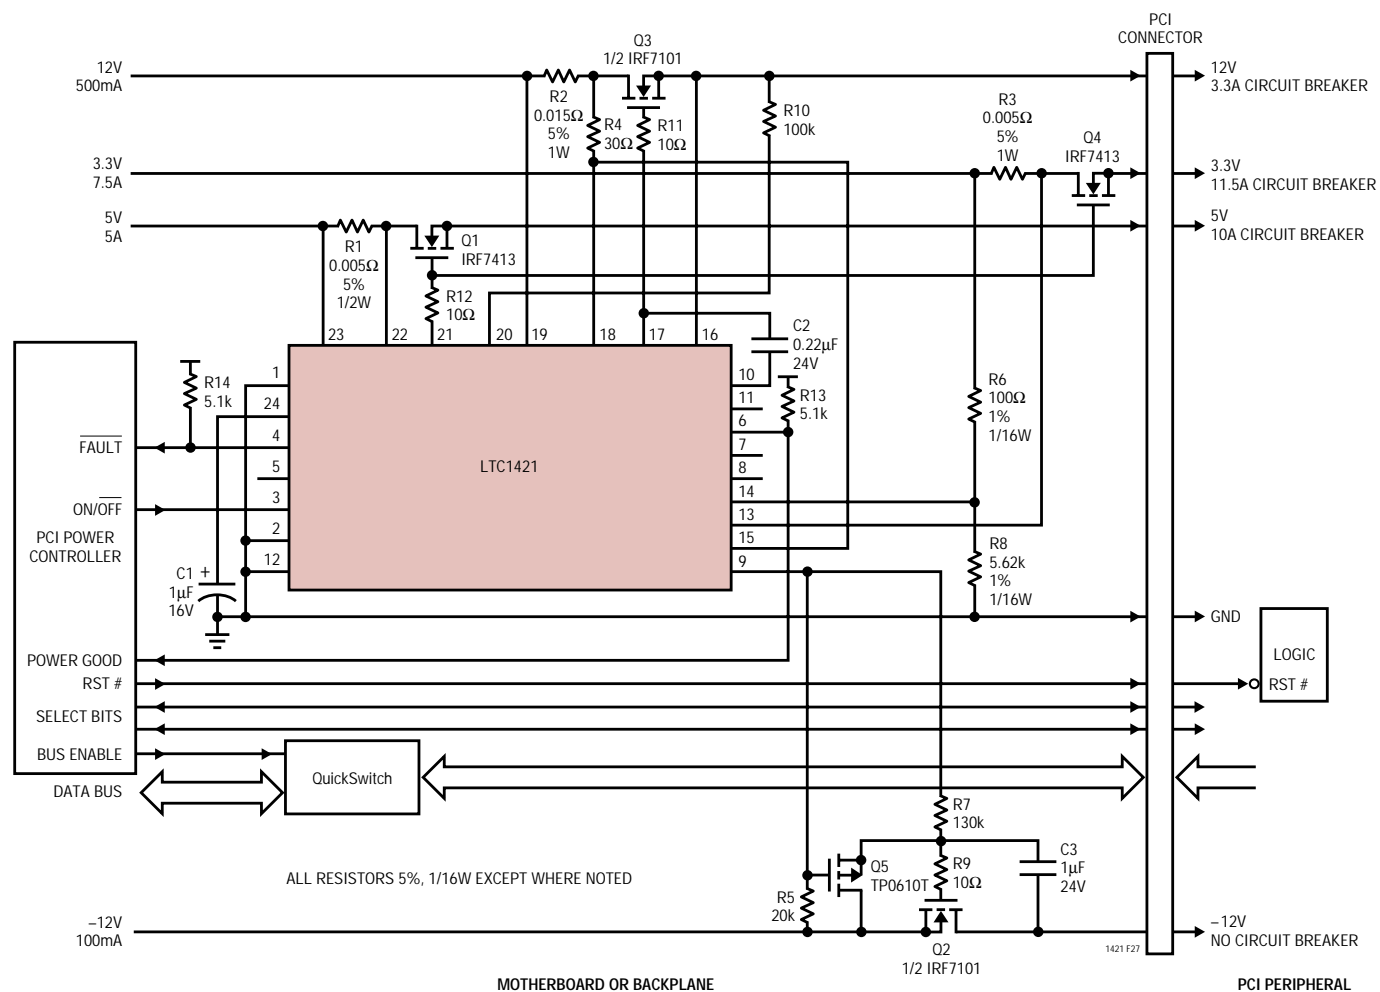 PCI
CONNECTOR
Q3
1/2 IRF7101
12V
500mA
12V
3.3A CIRCUIT BREAKER
R2
0.015Ω
5%
1W
R4
30Ω
R11
10Ω
R10
100k
R3
0.005Ω
5%
1W
Q4
IRF7413
3.3V
7.5A
3.3V
11.5A CIRCUIT BREAKER
5V
5A
5V
10A CIRCUIT BREAKER
R1
0.005Ω
5%
1/2W
Q1
IRF7413
R12
10Ω
23
22
21
20
19
18
17
16
C2
0.22µF
24V
R14
5.1k
1
24
4
5
3
2
12
LTC1421
10
11
6
7
8
14
13
15
9
R13
5.1k
R6
100Ω
1%
1/16W
R8
5.62k
1%
1/16W
FAULT
ON/OFF
PCI POWER
CONTROLLER
C1 +
1µF
16V
GND
POWER GOOD
RST #
SELECT BITS
BUS ENABLE
DATA BUS
QuickSwitch
LOGIC
RST #
R7
130k
ALL RESISTORS 5%, 1/16W EXCEPT WHERE NOTED
Q5
TP0610T
R9
10Ω
C3
1µF
24V
R5
20k
–12V
100mA
–12V
NO CIRCUIT BREAKER
Q2
1/2 IRF7101
1421 F27
MOTHERBOARD OR BACKPLANE
PCI PERIPHERAL